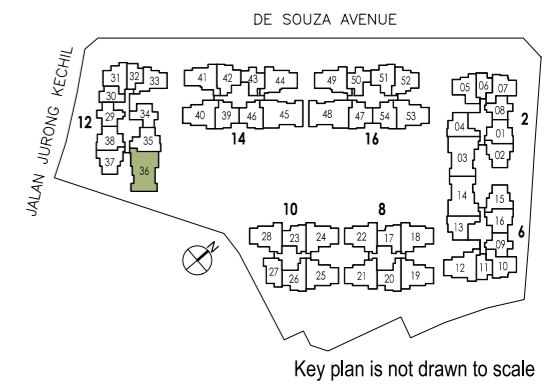 DE SOUZA AVENUE
JALAN JURONG KECHIL
31 32 33 41 42 43 44 49 50 51 52 05 06 07
30 08
29 34 40 39 46 45 48 47 54 53 04 01 2
12 14 16
38 35 03 02
37 36
14 15
13 16
10 8 6
28 23 24 22 17 18 09
27 26 25 21 20 19 12 11 10
N
Key plan is not drawn to scale